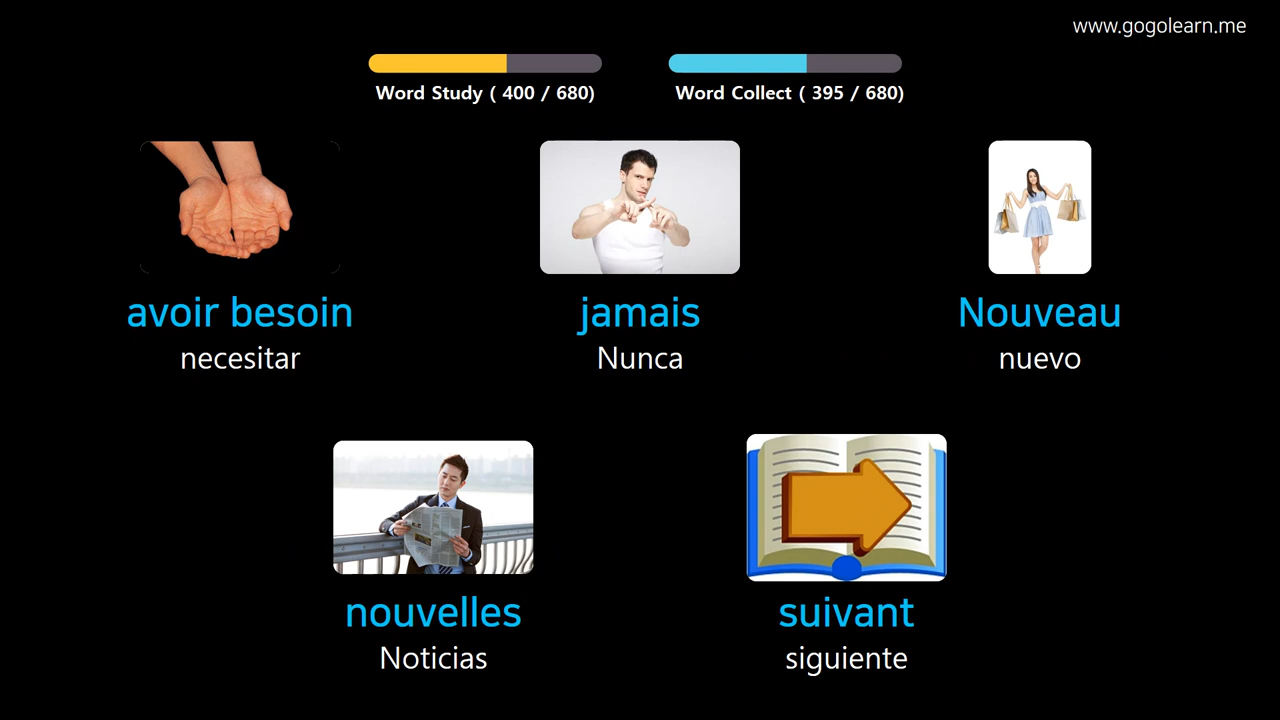 www.gogolearn.me
Word Study ( 400 / 680)
Word Collect ( 395 / 680)
avoir besoin
necesitar
jamais
Nunca
Nouveau
nuevo
nouvelles
Noticias
suivant
siguiente